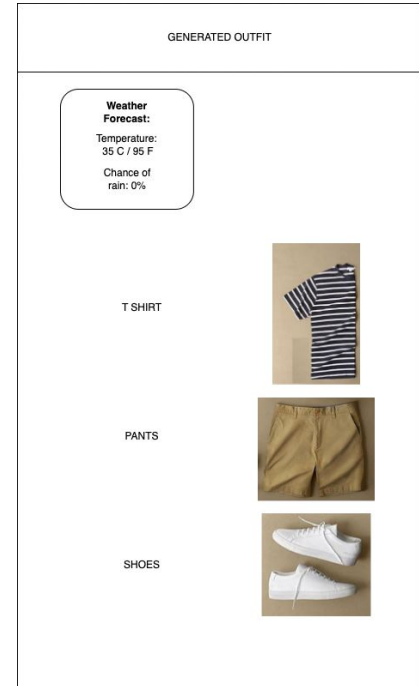 GENERATED OUTFIT
Weather
Forecast:
Temperature:
35 C / 95 F
Chance of
rain: 0%
T SHIRT
PANTS
SHOES